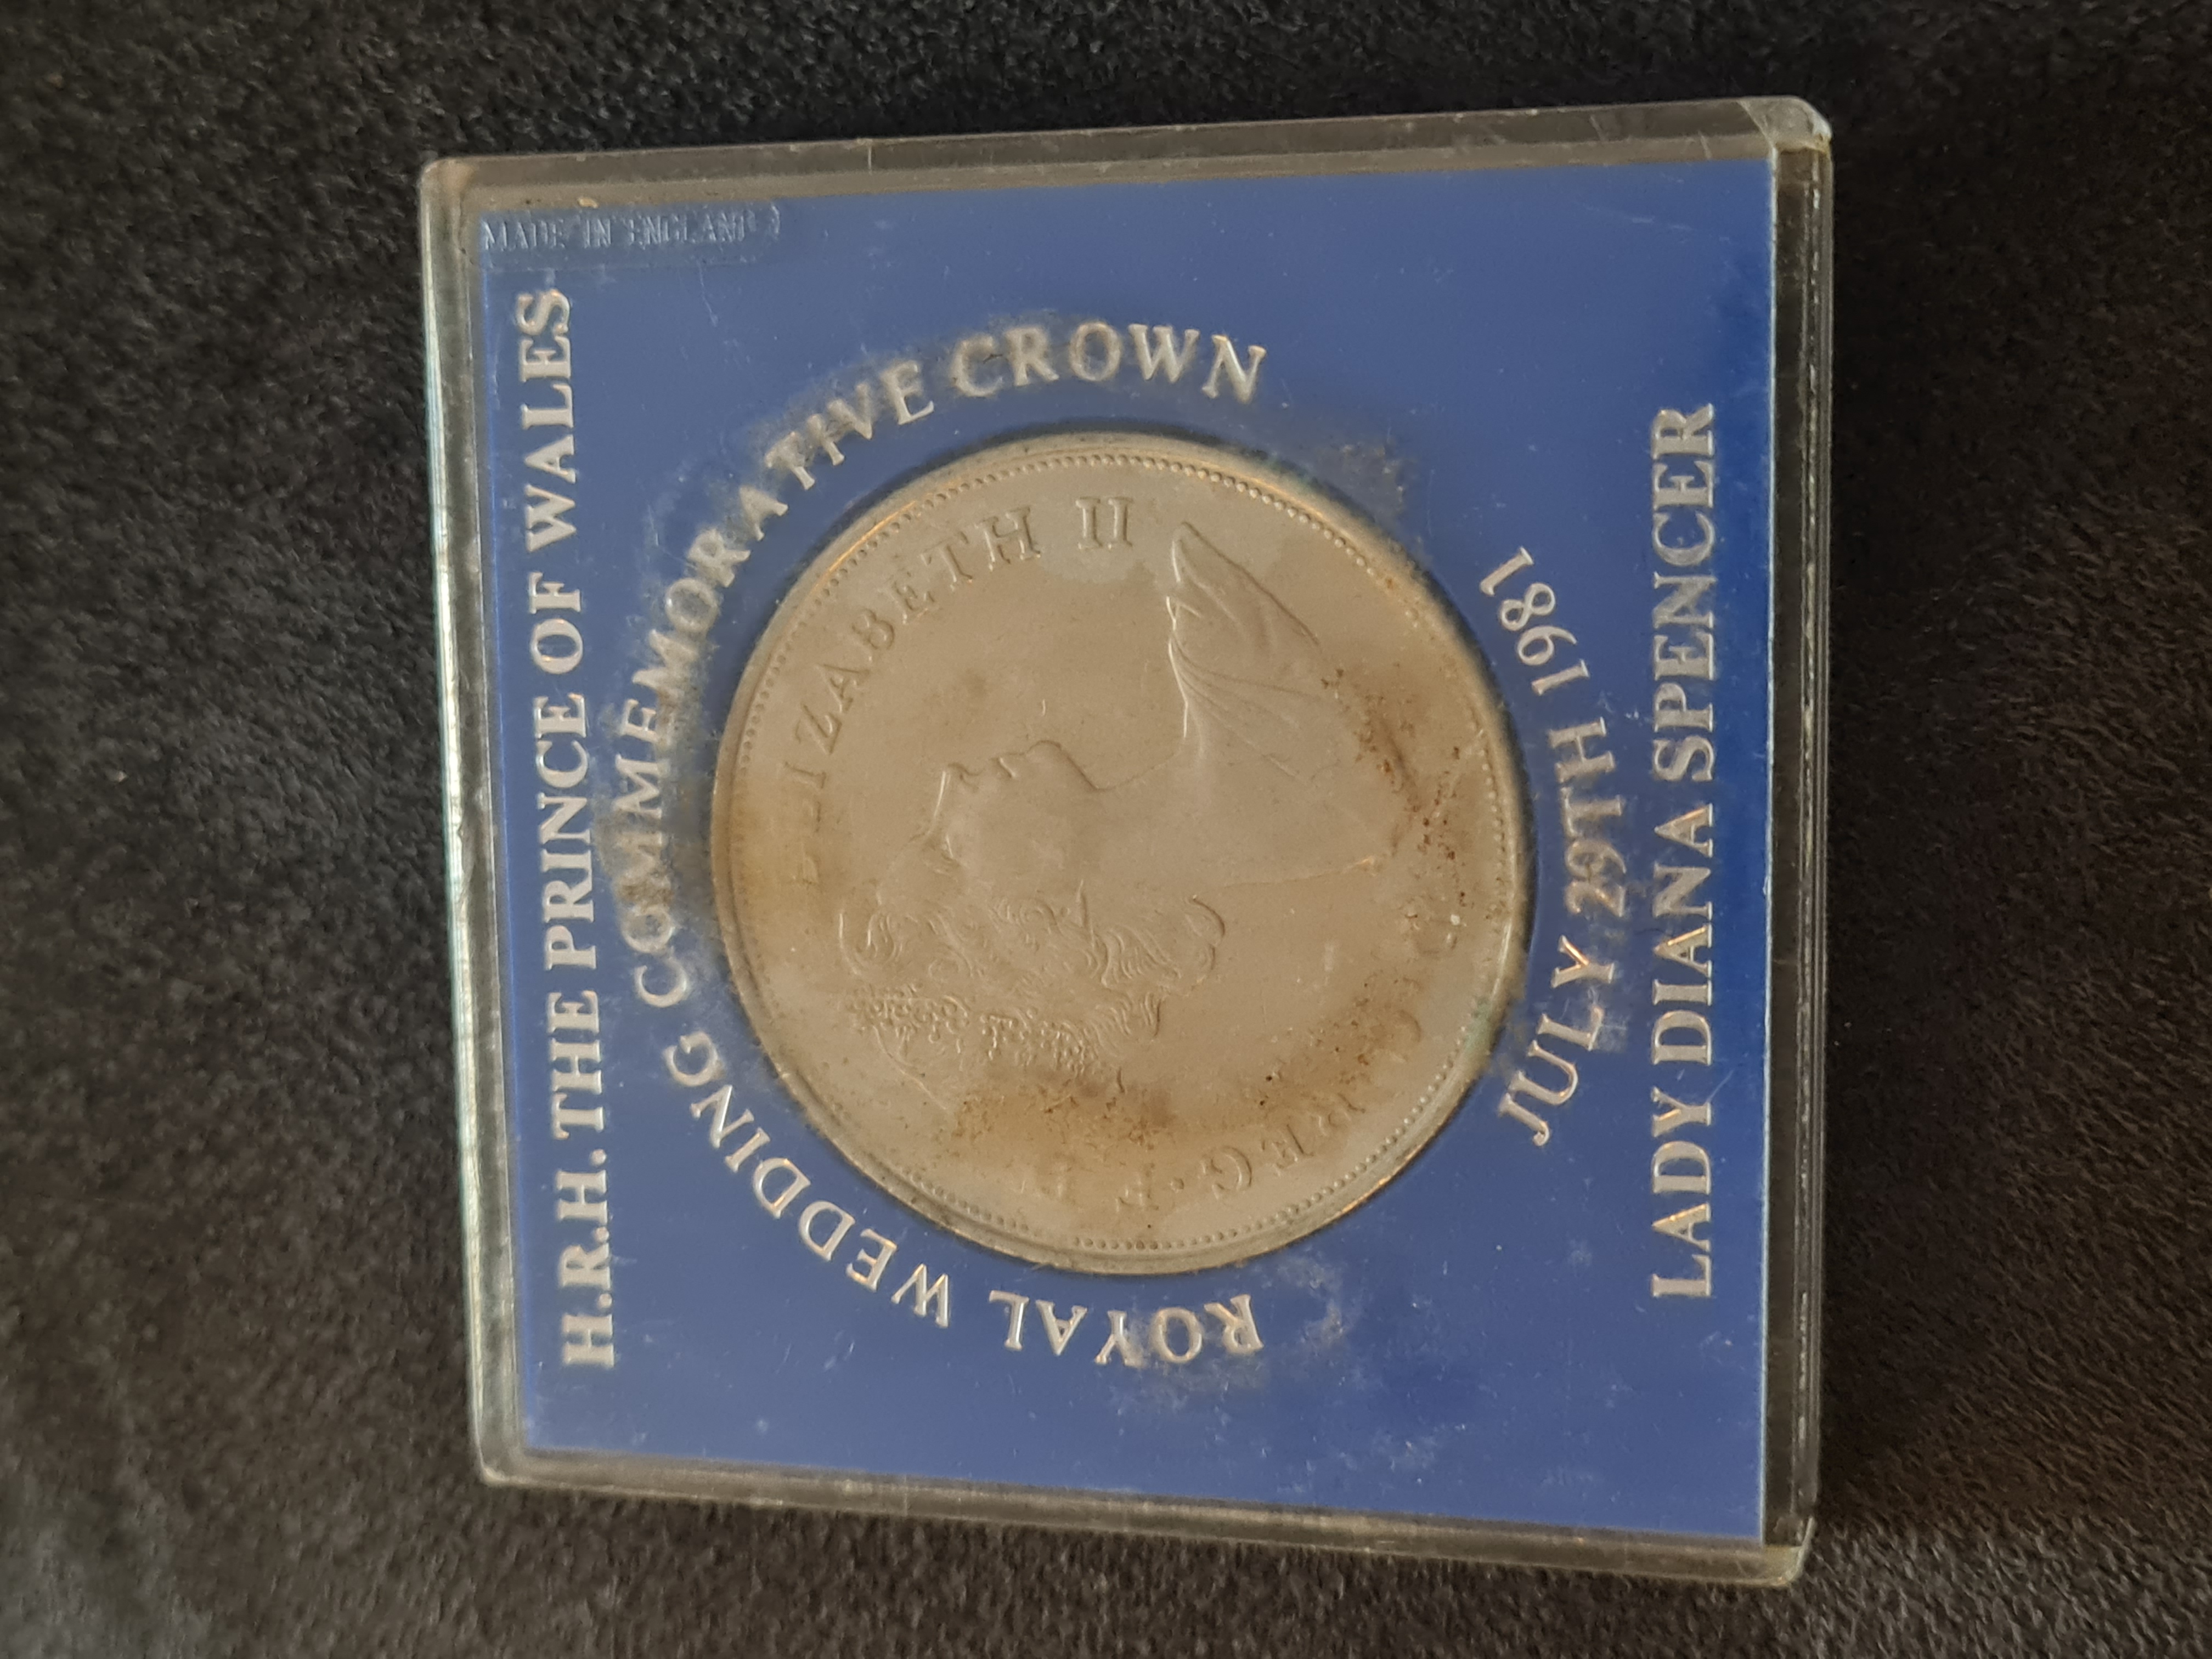 MADE IN ENGLAND
H.R.H. THE PRINCE OF WALES
ROYAL WEDDING COMMEMORATIVE CROWN
ELIZABETH II
REG
JULY 29TH 1981
LADY DIANA SPENCER